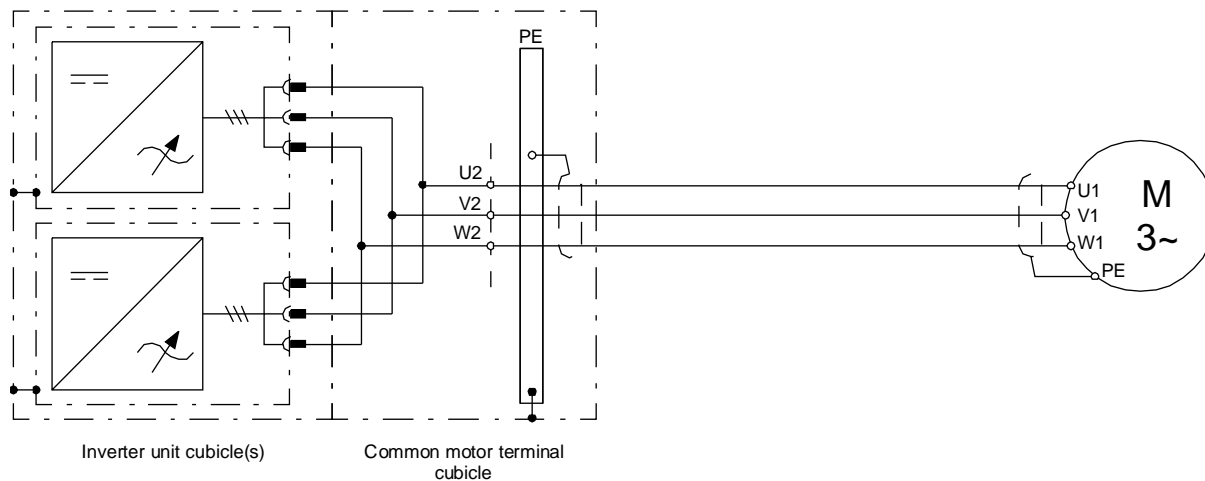 PE
U2
V2
W2
U1
V1
W1
PE
M
3~
Inverter unit cubicle(s)
Common motor terminal
cubicle